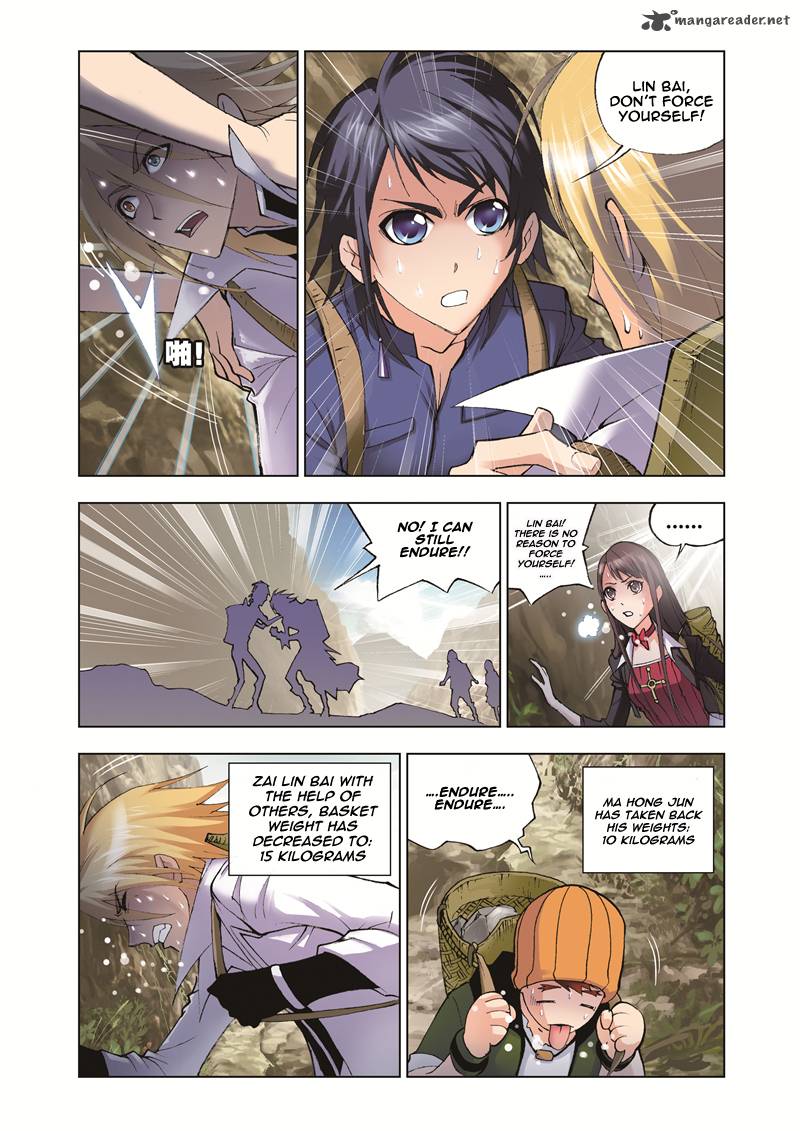 mangareader.net
LIN BAI,
DON'T FORCE
YOURSELF!
啪!
NO! I CAN
STILL
ENDURE!!
LIN BAI!
THERE IS NO
REASON TO
FORCE
YOURSELF!
.....
......
ZAI LIN BAI WITH
THE HELP OF
OTHERS, BASKET
WEIGHT HAS
DECREASED TO:
15 KILOGRAMS
....ENDURE.....
ENDURE....
MA HONG JUN
HAS TAKEN BACK
HIS WEIGHTS:
10 KILOGRAMS